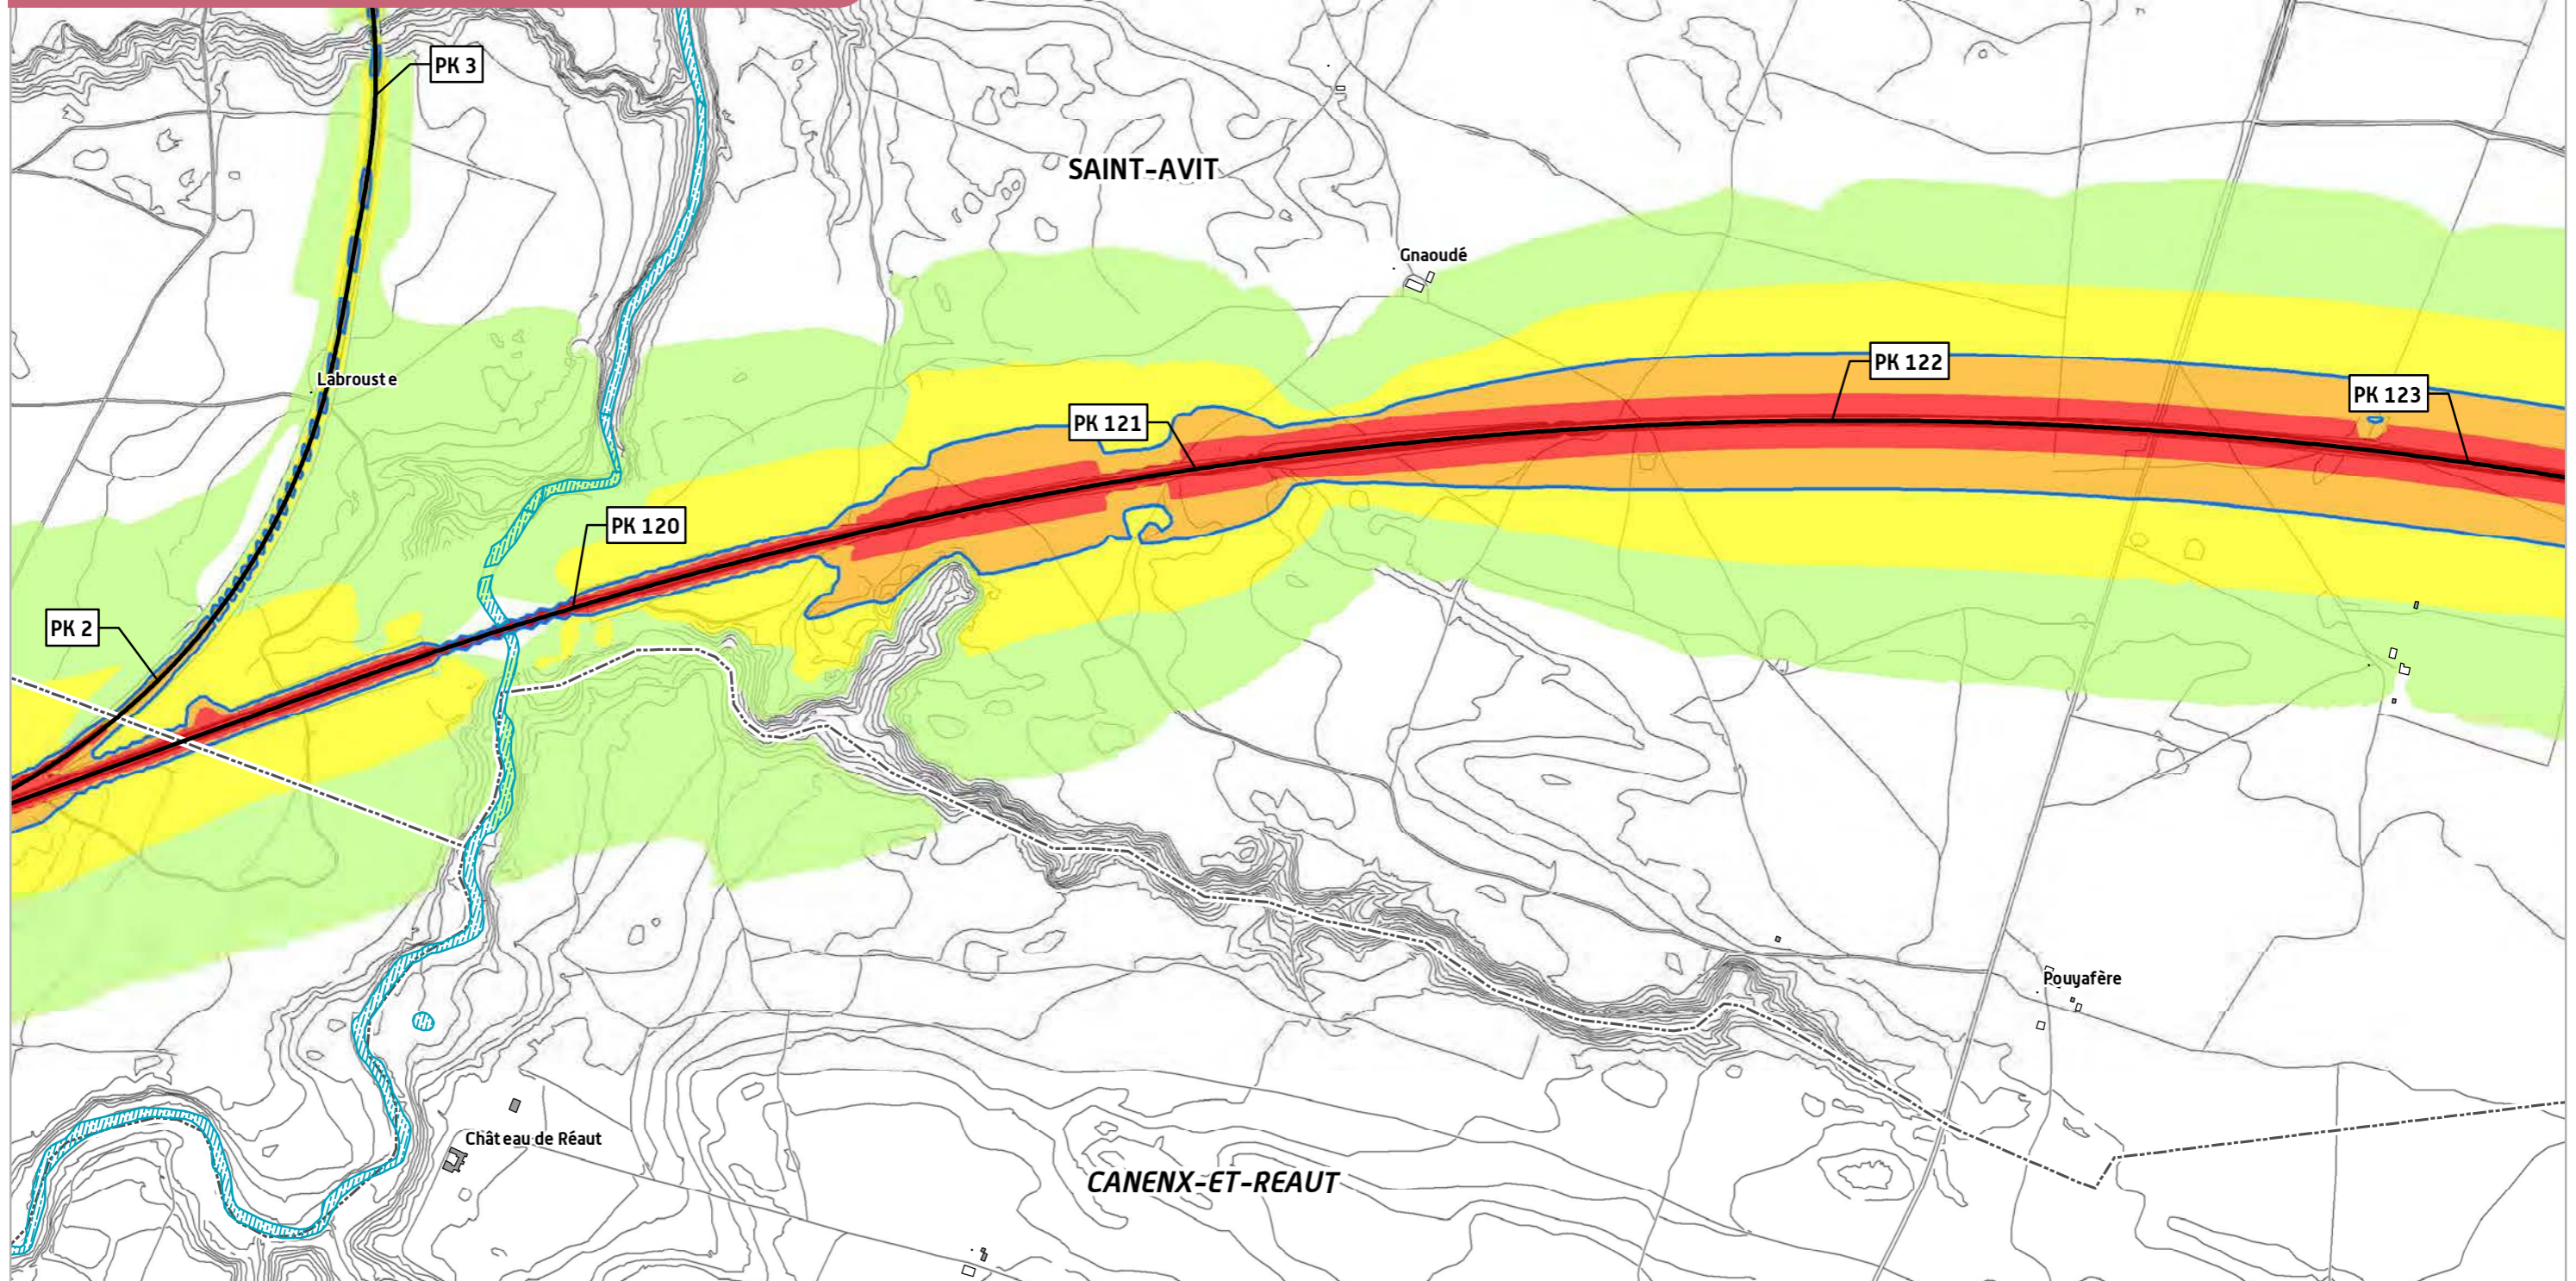 PK 3
SAINT-AVIT
Gnaoudé
PK 122
Labrouste
PK 123
PK 121
PK 120
PK 2
Pouyafère
Château de Réaut
CANENX-ET-REAUT